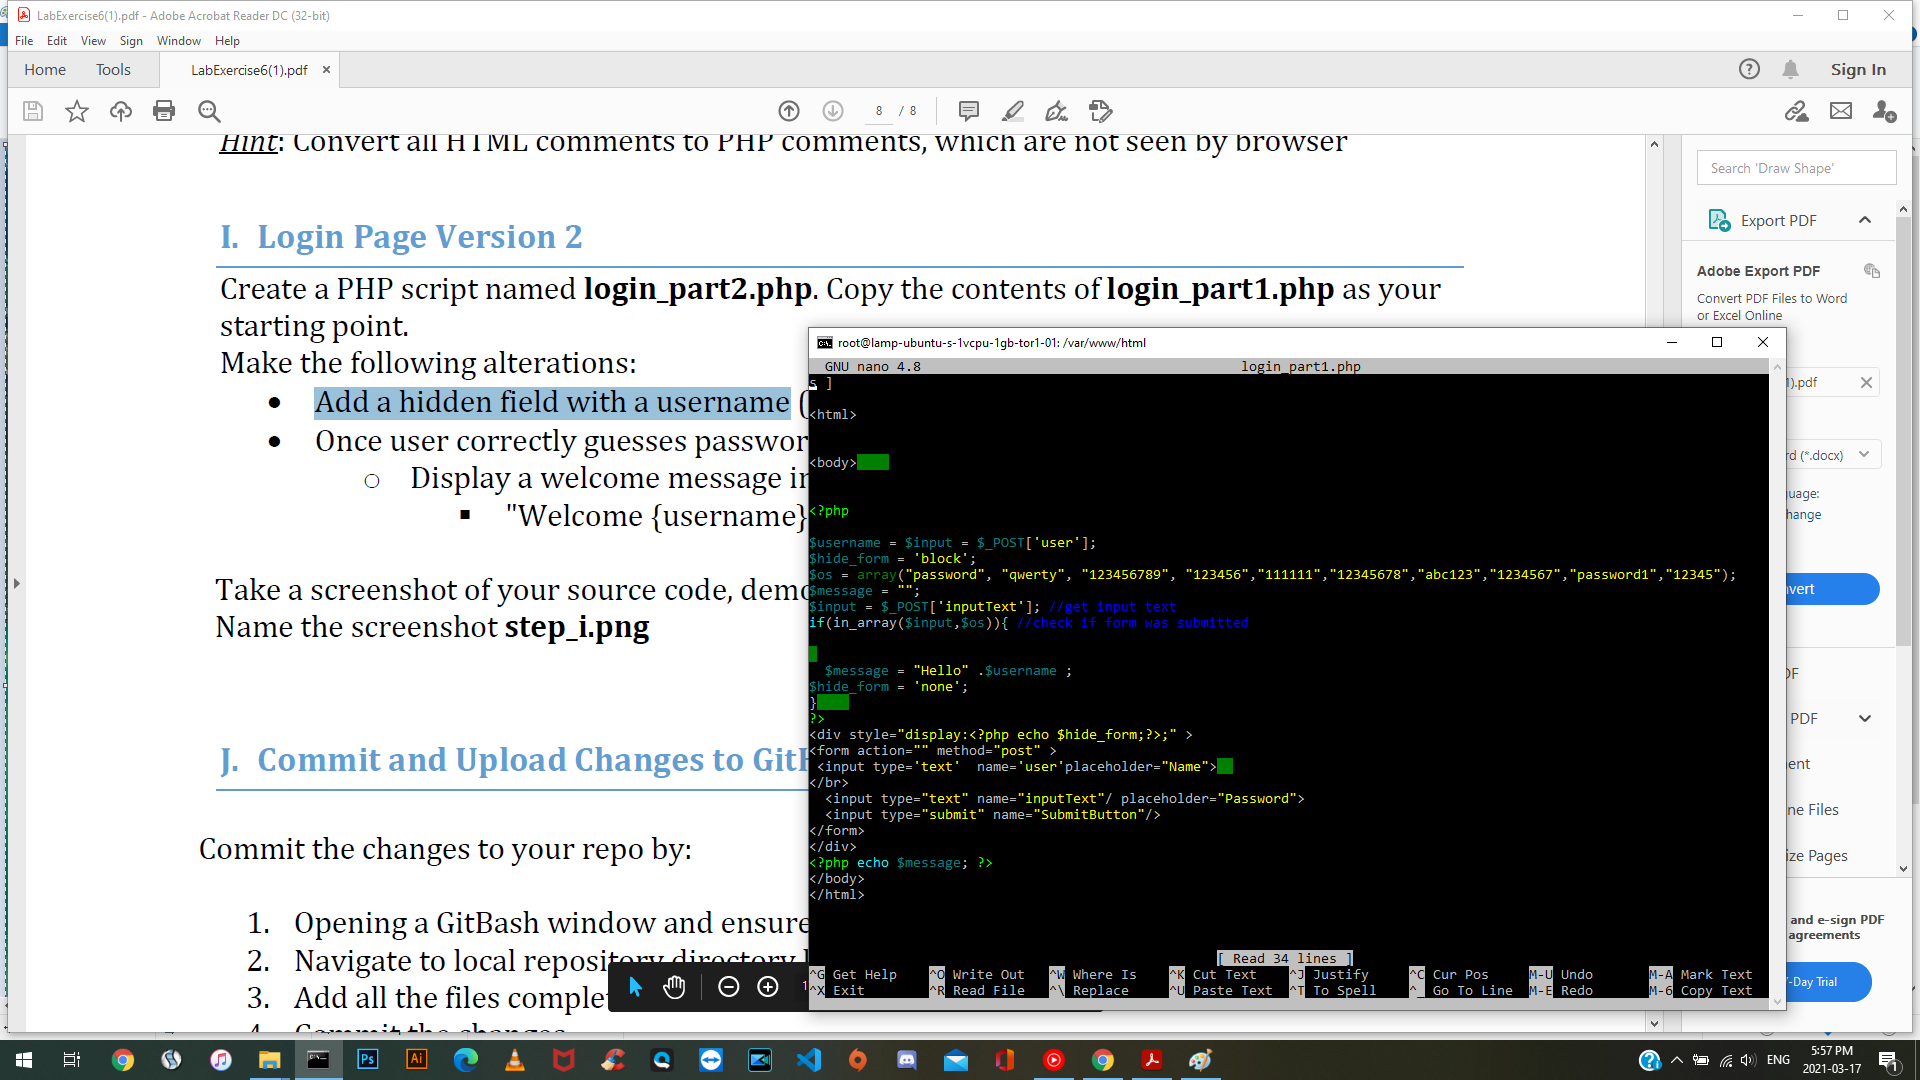 LabExercise6(1).pdf - Adobe Acrobat Reader DC (32-bit)
File Edit View Sign Window Help
Home Tools LabExercise6(1).pdf × Sign In
8 / 8
Hint: Convert all HTML comments to PHP comments, which are not seen by browser
Search 'Draw Shape'
I. Login Page Version 2
Export PDF
Adobe Export PDF
Convert PDF Files to Word
or Excel Online
Create a PHP script named login_part2.php. Copy the contents of login_part1.php as your
starting point.
Make the following alterations:
• Add a hidden field with a username (
• Once user correctly guesses passwor
○ Display a welcome message in
▪ "Welcome {username}
Take a screenshot of your source code, demo
Name the screenshot step_i.png
J. Commit and Upload Changes to GitH
Commit the changes to your repo by:
1. Opening a GitBash window and ensure
2. Navigate to local repository directory
3. Add all the files complet
4. Commit the changes
root@lamp-ubuntu-s-1vcpu-1gb-tor1-01: /var/www/html
GNU nano 4.8 login_part1.php
s ]
<html>
<body>
<?php
$username = $input = $_POST['user'];
$hide_form = 'block';
$os = array("password", "qwerty", "123456789", "123456","111111","12345678","abc123","1234567","password1","12345");
$message = "";
$input = $_POST['inputText']; //get input text
if(in_array($input,$os)){ //check if form was submitted
$message = "Hello" .$username ;
$hide_form = 'none';
}
?>
<div style="display:<?php echo $hide_form;?>;" >
<form action="" method="post" >
<input type='text'  name='user'placeholder="Name">
</br>
<input type="text" name="inputText"/ placeholder="Password">
<input type="submit" name="SubmitButton"/>
</form>
</div>
<?php echo $message; ?>
</body>
</html>
[ Read 34 lines ]
^G Get Help ^O Write Out ^W Where Is ^K Cut Text ^J Justify ^C Cur Pos M-U Undo M-A Mark Text
^X Exit ^R Read File ^\ Replace ^U Paste Text ^T To Spell ^_ Go To Line M-E Redo M-6 Copy Text
1).pdf
rd (*.docx)
uage:
hange
nvert
DF
PDF
ent
ne Files
ize Pages
and e-sign PDF
agreements
-Day Trial
ENG
5:57 PM
2021-03-17
1